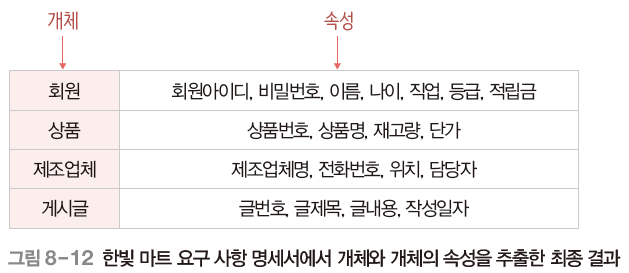 개체 속성
회원 회원아이디, 비밀번호, 이름, 나이, 직업, 등급, 적립금
상품 상품번호, 상품명, 재고량, 단가
제조업체 제조업체명, 전화번호, 위치, 담당자
게시글 글번호, 글제목, 글내용, 작성일자
그림 8-12 한빛 마트 요구 사항 명세서에서 개체와 개체의 속성을 추출한 최종 결과